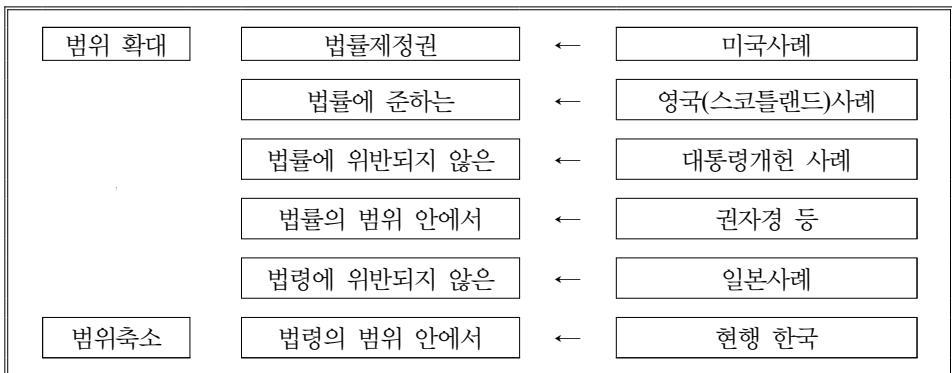 범위 확대 법률제정권 ← 미국사례
법률에 준하는 ← 영국(스코틀랜드)사례
법률에 위반되지 않은 ← 대통령개헌 사례
법률의 범위 안에서 ← 권자경 등
법령에 위반되지 않은 ← 일본사례
범위축소 법령의 범위 안에서 ← 현행 한국